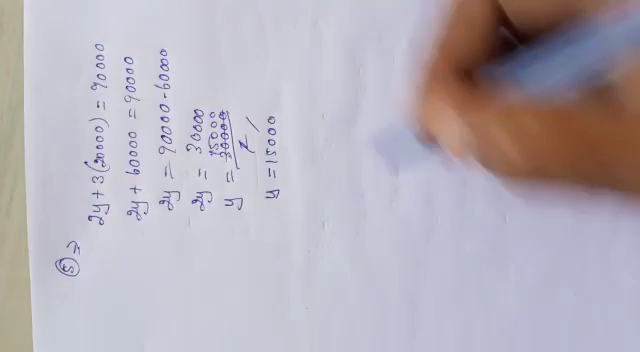 ⑤ ⇒
2y + 3(20000) = 90000
2y + 60000 = 90000
2y = 90000 - 60000
2y = 30000
15000
y = 30000 / 2
y = 15000